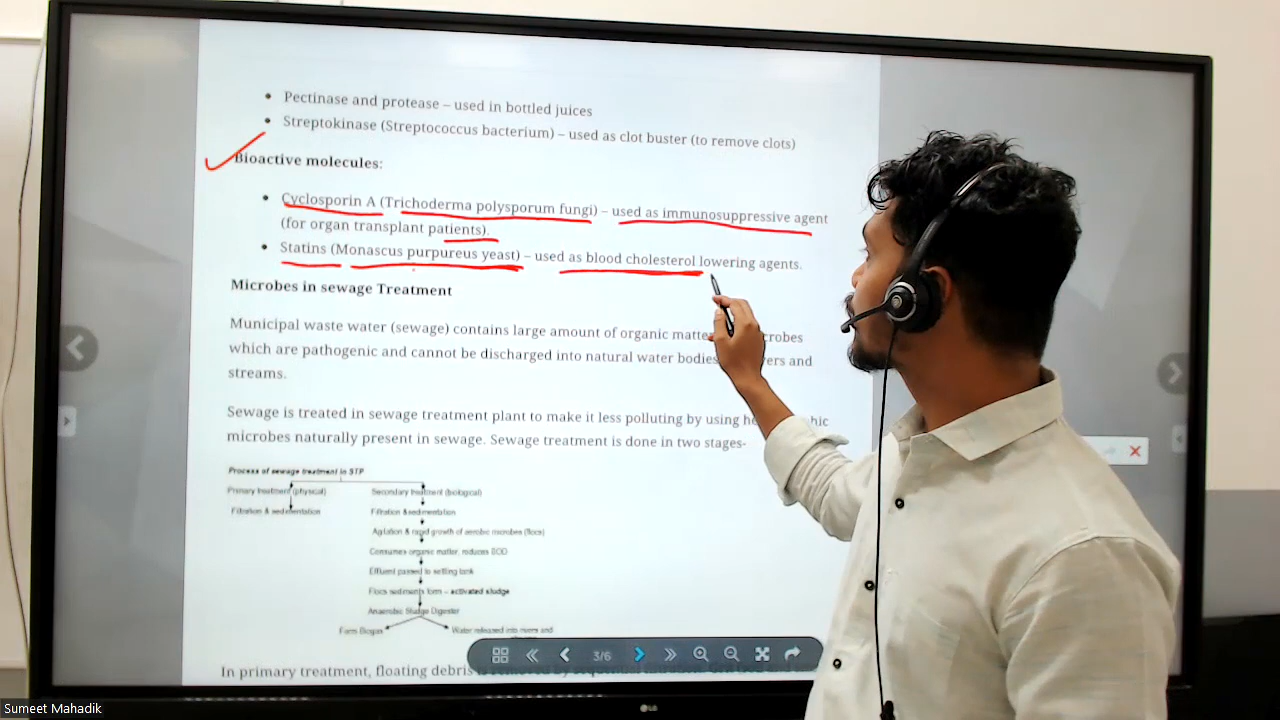 Pectinase and protease – used in bottled juices
Streptokinase (Streptococcus bacterium) – used as clot buster (to remove clots)
Bioactive molecules:
Cyclosporin A (Trichoderma polysporum fungi) – used as immunosuppressive agent
(for organ transplant patients).
Statins (Monascus purpureus yeast) – used as blood cholesterol lowering agents.
Microbes in sewage Treatment
Municipal waste water (sewage) contains large amount of organic matter
which are pathogenic and cannot be discharged into natural water bodies and
streams.
Sewage is treated in sewage treatment plant to make it less polluting by using
microbes naturally present in sewage. Sewage treatment is done in two stages-
Process of sewage treatment in STP
Primary treatment (physical) Secondary treatment (biological)
Filtration & sedimentation Filtration & sedimentation
Agitation & rapid growth of aerobic microbes (flocs)
Consumes organic matter, reduces BOD
Effluent passed to settling tank
Flocs sediments form – activated sludge
Anaerobic Sludge Digester
Form Biogas Water released into rivers and
3/6
In primary treatment, floating debris is removed by sequential filtration.
LG
Sumeet Mahadik